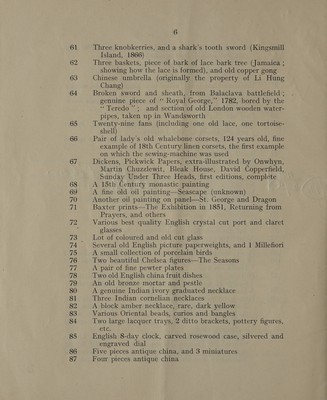 6
61 Three knobkerries, and a shark's tooth sword (Kingsmill
Island, 1866)
62 Three baskets, piece of bark of lace bark tree (Jamaica ;
showing how the lace is formed), and old copper gong
63 Chinese umbrella (originally the property of Li Hung
Chang)
64 Broken sword and sheath, from Balaclava battlefield ;
genuine piece of “ Royal George,” 1782, bored by the
“ Teredo ” ; and section of old London wooden water-
pipes, taken up in Wandsworth
65 Twenty-nine fans (including one old lace, one tortoise-
shell)
66 Pair of lady's old whalebone corsets, 124 years old, fine
example of 18th Century linen corsets, the first example
on which the sewing-machine was used
67 Dickens, Pickwick Papers, extra-illustrated by Onwhyn,
Martin Chuzzlewit, Bleak House, David Copperfield,
Sunday Under Three Heads, first editions, complete
68 A 15th Century monastic painting
69 A fine old oil painting—Seascape (unknown)
70 Another oil painting on panel—St. George and Dragon
71 Baxter prints—The Exhibition in 1851, Returning from
Prayers, and others
72 Various best quality English crystal cut port and claret
glasses
73 Lot of coloured and old cut glass
74 Several old English picture paperweights, and 1 Millefiori
75 A small collection of porcelain birds
76 Two beautiful Chelsea figures—The Seasons
77 A pair of fine pewter plates
78 Two old English china fruit dishes
79 An old bronze mortar and pestle
80 A genuine Indian ivory graduated necklace
81 Three Indian cornelian necklaces
82 A block amber necklace, rare, dark yellow
83 Various Oriental beads, curios and bangles
84 Two large lacquer trays, 2 ditto brackets, pottery figures,
etc.
85 English 8-day clock, carved rosewood case, silvered and
engraved dial
86 Five pieces antique china, and 3 miniatures
87 Four pieces antique china